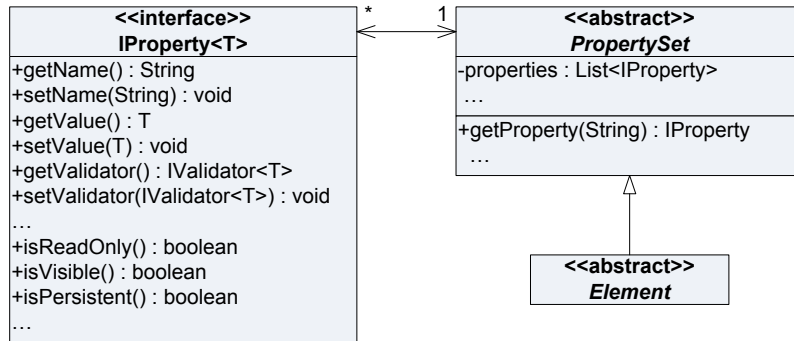 <<interface>>
IProperty<T>
+getName() : String
+setName(String) : void
+getValue() : T
+setValue(T) : void
+getValidator() : IValidator<T>
+setValidator(IValidator<T>) : void
…
+isReadOnly() : boolean
+isVisible() : boolean
+isPersistent() : boolean
…
*
1
<<abstract>>
PropertySet
-properties : List<IProperty>
…
+getProperty(String) : IProperty
…
<<abstract>>
Element